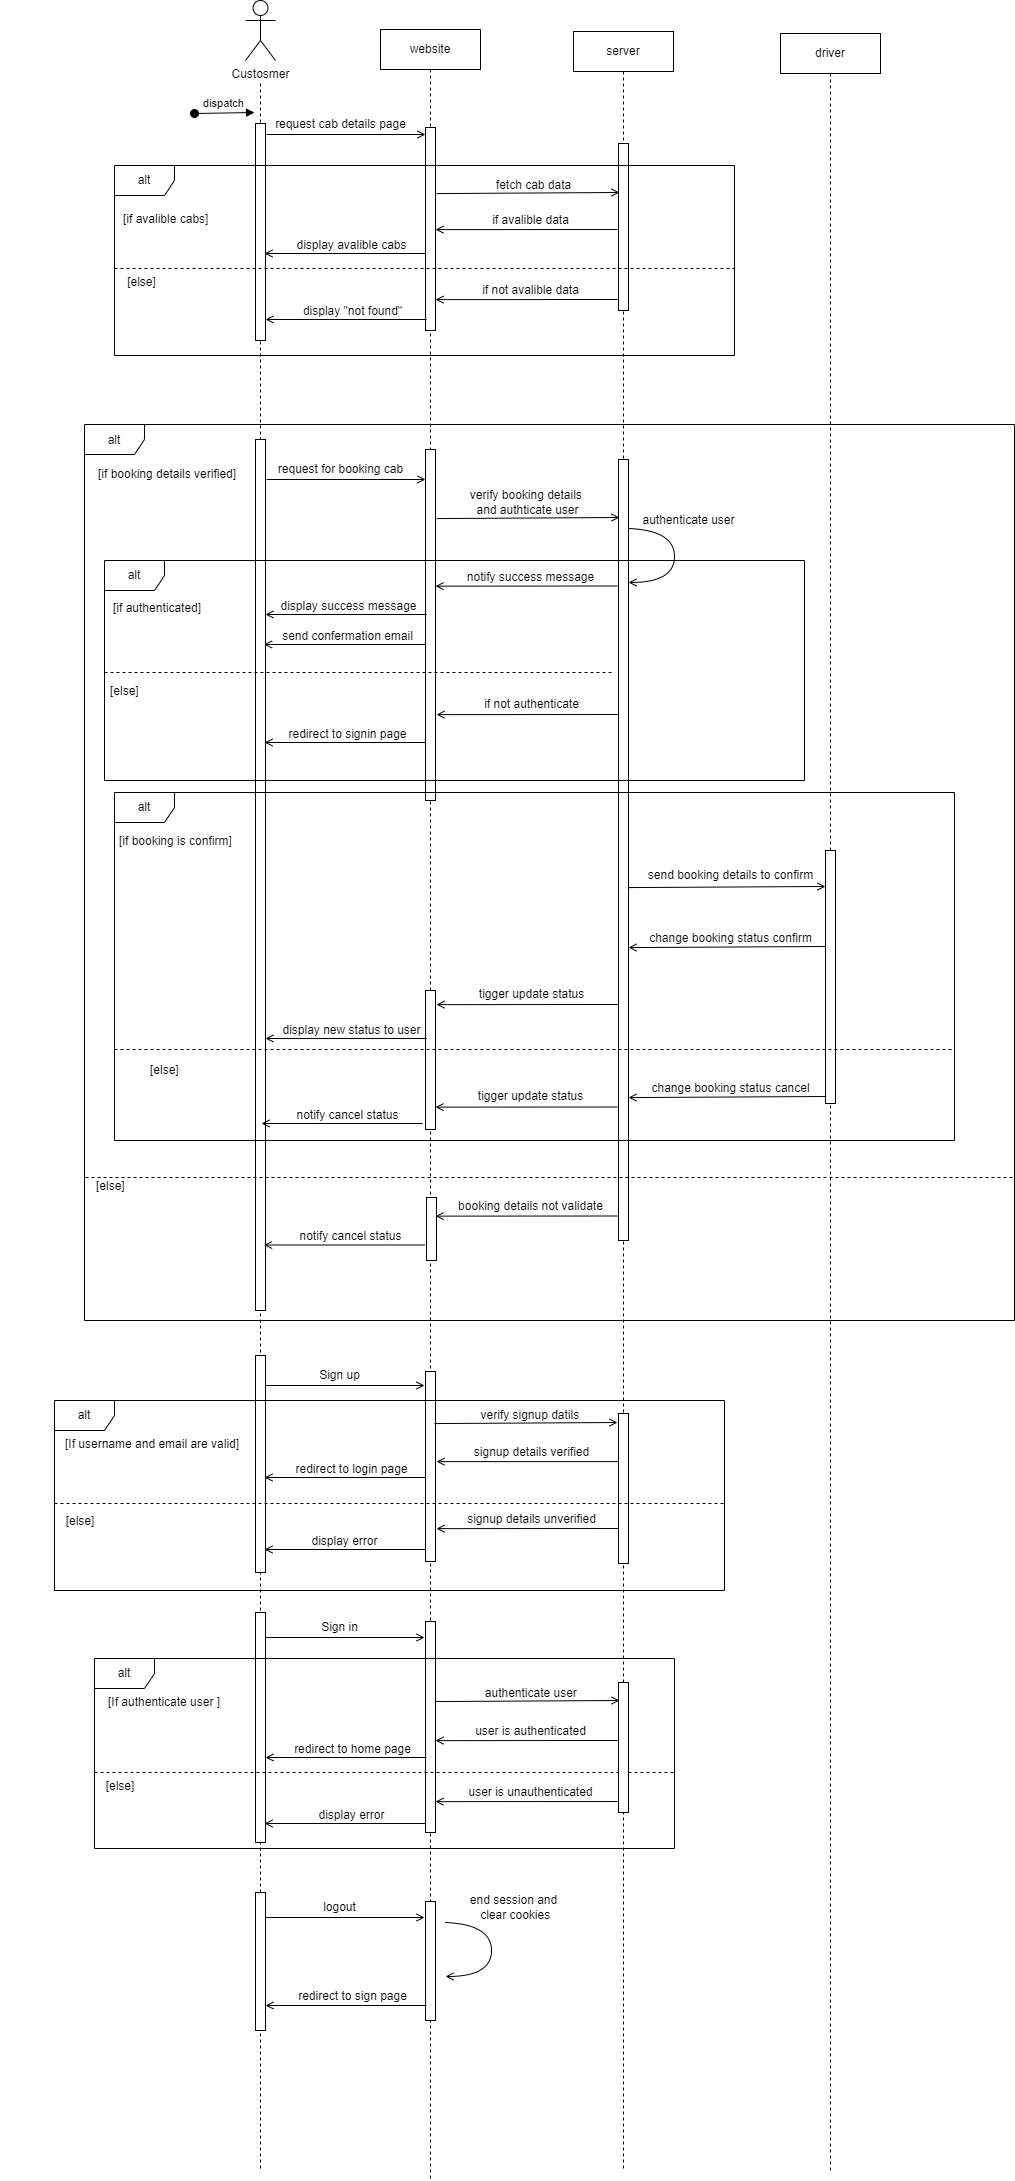 Custosmer
website
server
driver
dispatch
request cab details page
alt
fetch cab data
[if avalible cabs]
if avalible data
display avalible cabs
[else]
if not avalible data
display "not found"
alt
[if booking details verified]
request for booking cab
verify booking details
and authticate user
authenticate user
alt
notify success message
[if authenticated]
display success message
send confermation email
[else]
if not authenticate
redirect to signin page
alt
[if booking is confirm]
send booking details to confirm
change booking status confirm
tigger update status
display new status to user
[else]
change booking status cancel
tigger update status
notify cancel status
[else]
booking details not validate
notify cancel status
Sign up
alt
verify signup datils
[If username and email are valid]
signup details verified
redirect to login page
[else]
signup details unverified
display error
Sign in
alt
authenticate user
[If authenticate user ]
user is authenticated
redirect to home page
[else]
user is unauthenticated
display error
logout
end session and
clear cookies
redirect to sign page